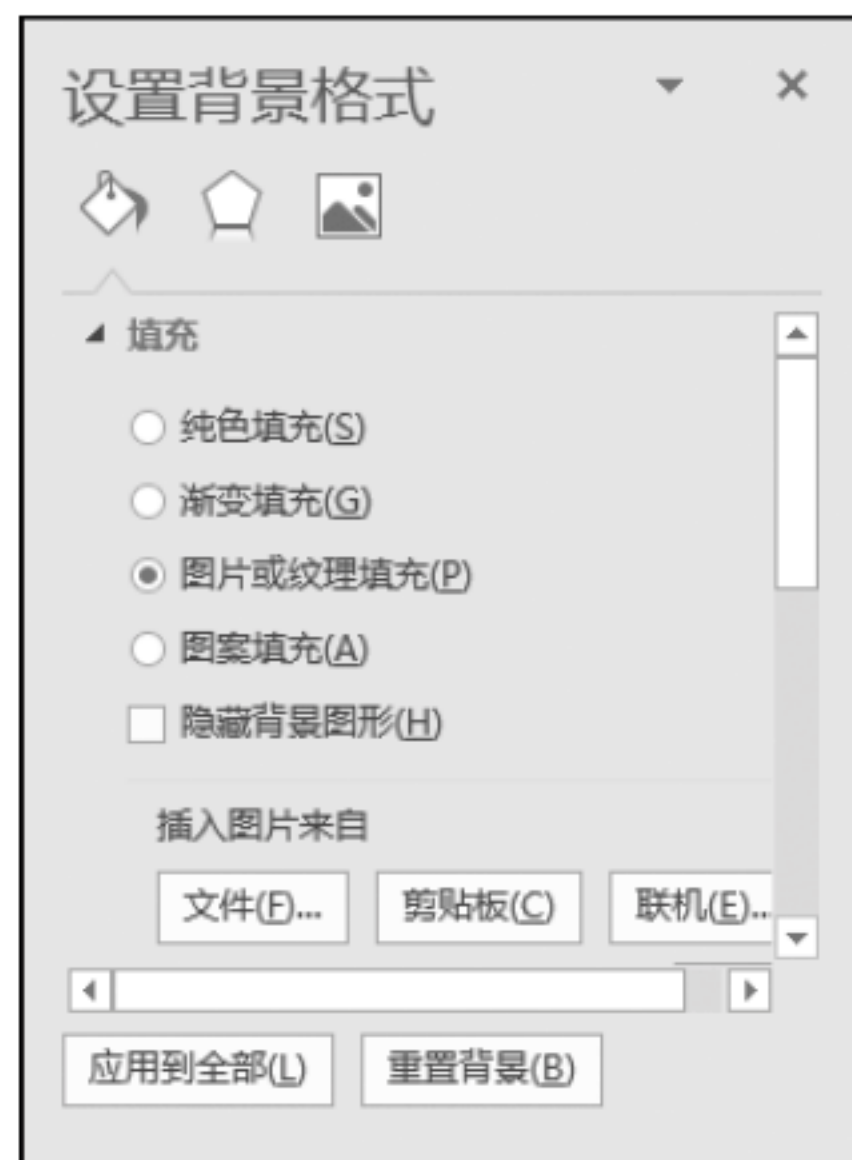 设置背景格式
填充
纯色填充(S)
渐变填充(G)
图片或纹理填充(P)
图案填充(A)
隐藏背景图形(H)
插入图片来自
文件(F)... 剪贴板(C) 联机(E)...
应用到全部(L) 重置背景(B)